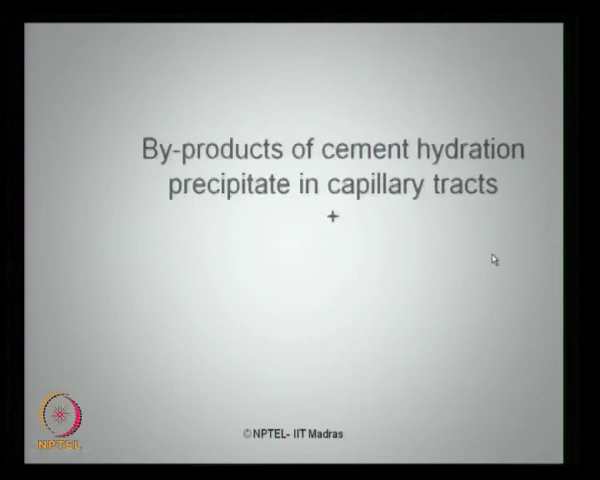 By-products of cement hydration
precipitate in capillary tracts
+
NPTEL
© NPTEL- IIT Madras